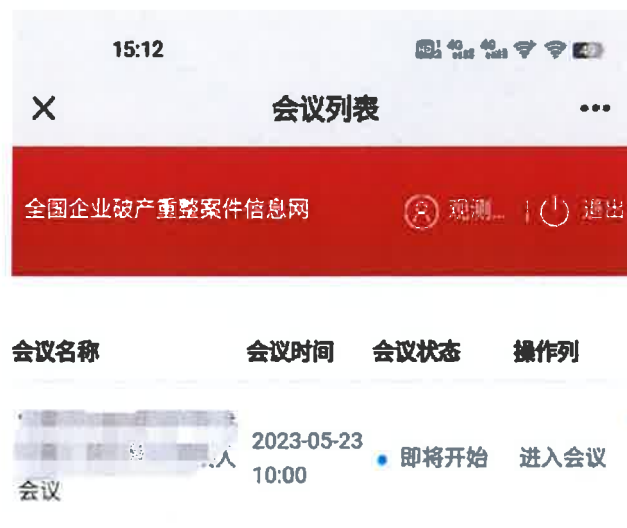 15:12
会议列表
全国企业破产重整案件信息网 观测... | 退出
会议名称 会议时间 会议状态 操作列
人
会议
2023-05-23
10:00
即将开始 进入会议